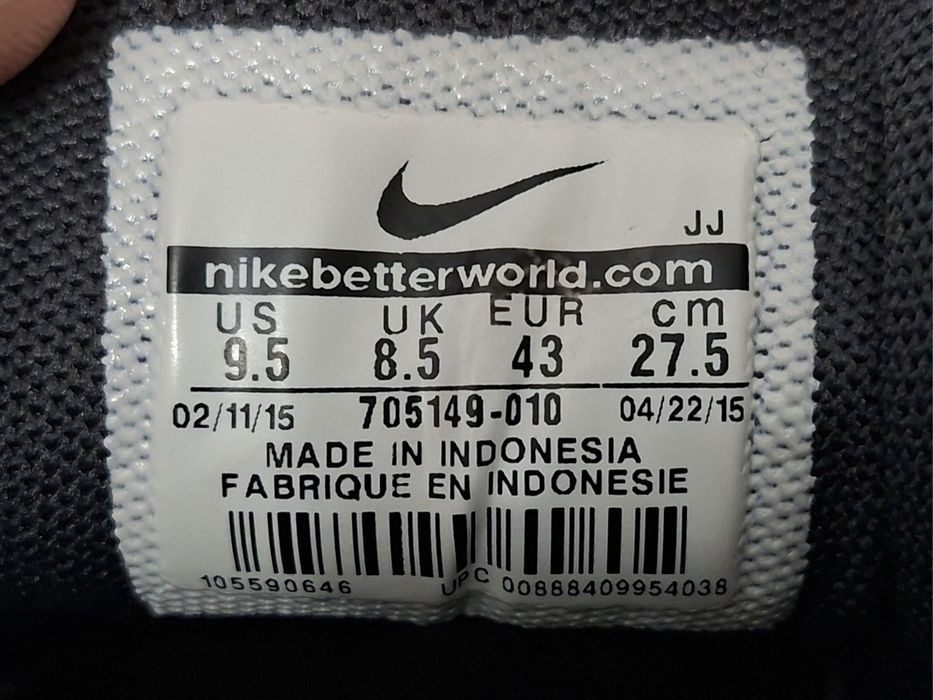 JJ
nikebetterworld.com
US UK EUR cm
9.5 8.5 43 27.5
02/11/15 705149-010 04/22/15
MADE IN INDONESIA
FABRIQUE EN INDONESIE
105590646 UPC 00888409954038